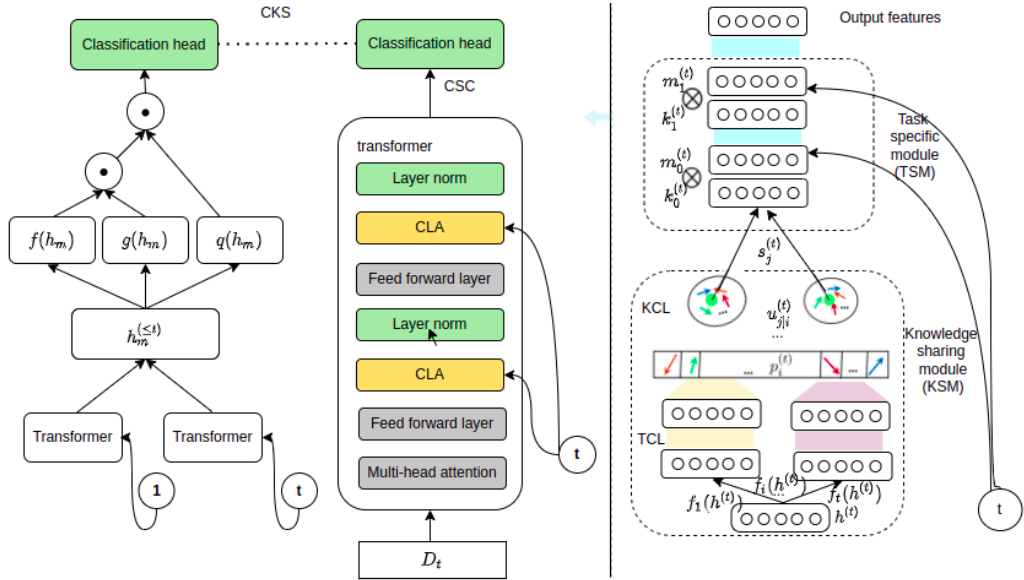 CKS
Classification head
Classification head
CSC
f(h_m)
g(h_m)
q(h_m)
h_m^{(≤t)}
Transformer
Transformer
1
t
transformer
Layer norm
CLA
Feed forward layer
Layer norm
CLA
Feed forward layer
Multi-head attention
t
D_t
Output features
m_1^{(t)}
k_1^{(t)}
m_0^{(t)}
k_0^{(t)}
Task
specific
module
(TSM)
s_j^{(t)}
KCL
...
...
u_{j|i}^{(t)}
...
... p_i^{(t)}
...
Knowledge
sharing
module
(KSM)
TCL
f_1(h^{(t)})
f_i(h^{(t)})
...
f_t(h^{(t)})
h^{(t)}
t